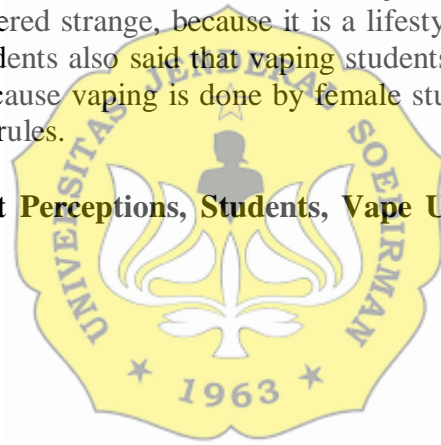 ered strange, because it is a lifesty
dents also said that vaping students
cause vaping is done by female stu
rules.
t Perceptions, Students, Vape U
UNIVERSITAS JENDERAL SOEDIRMAN
1963